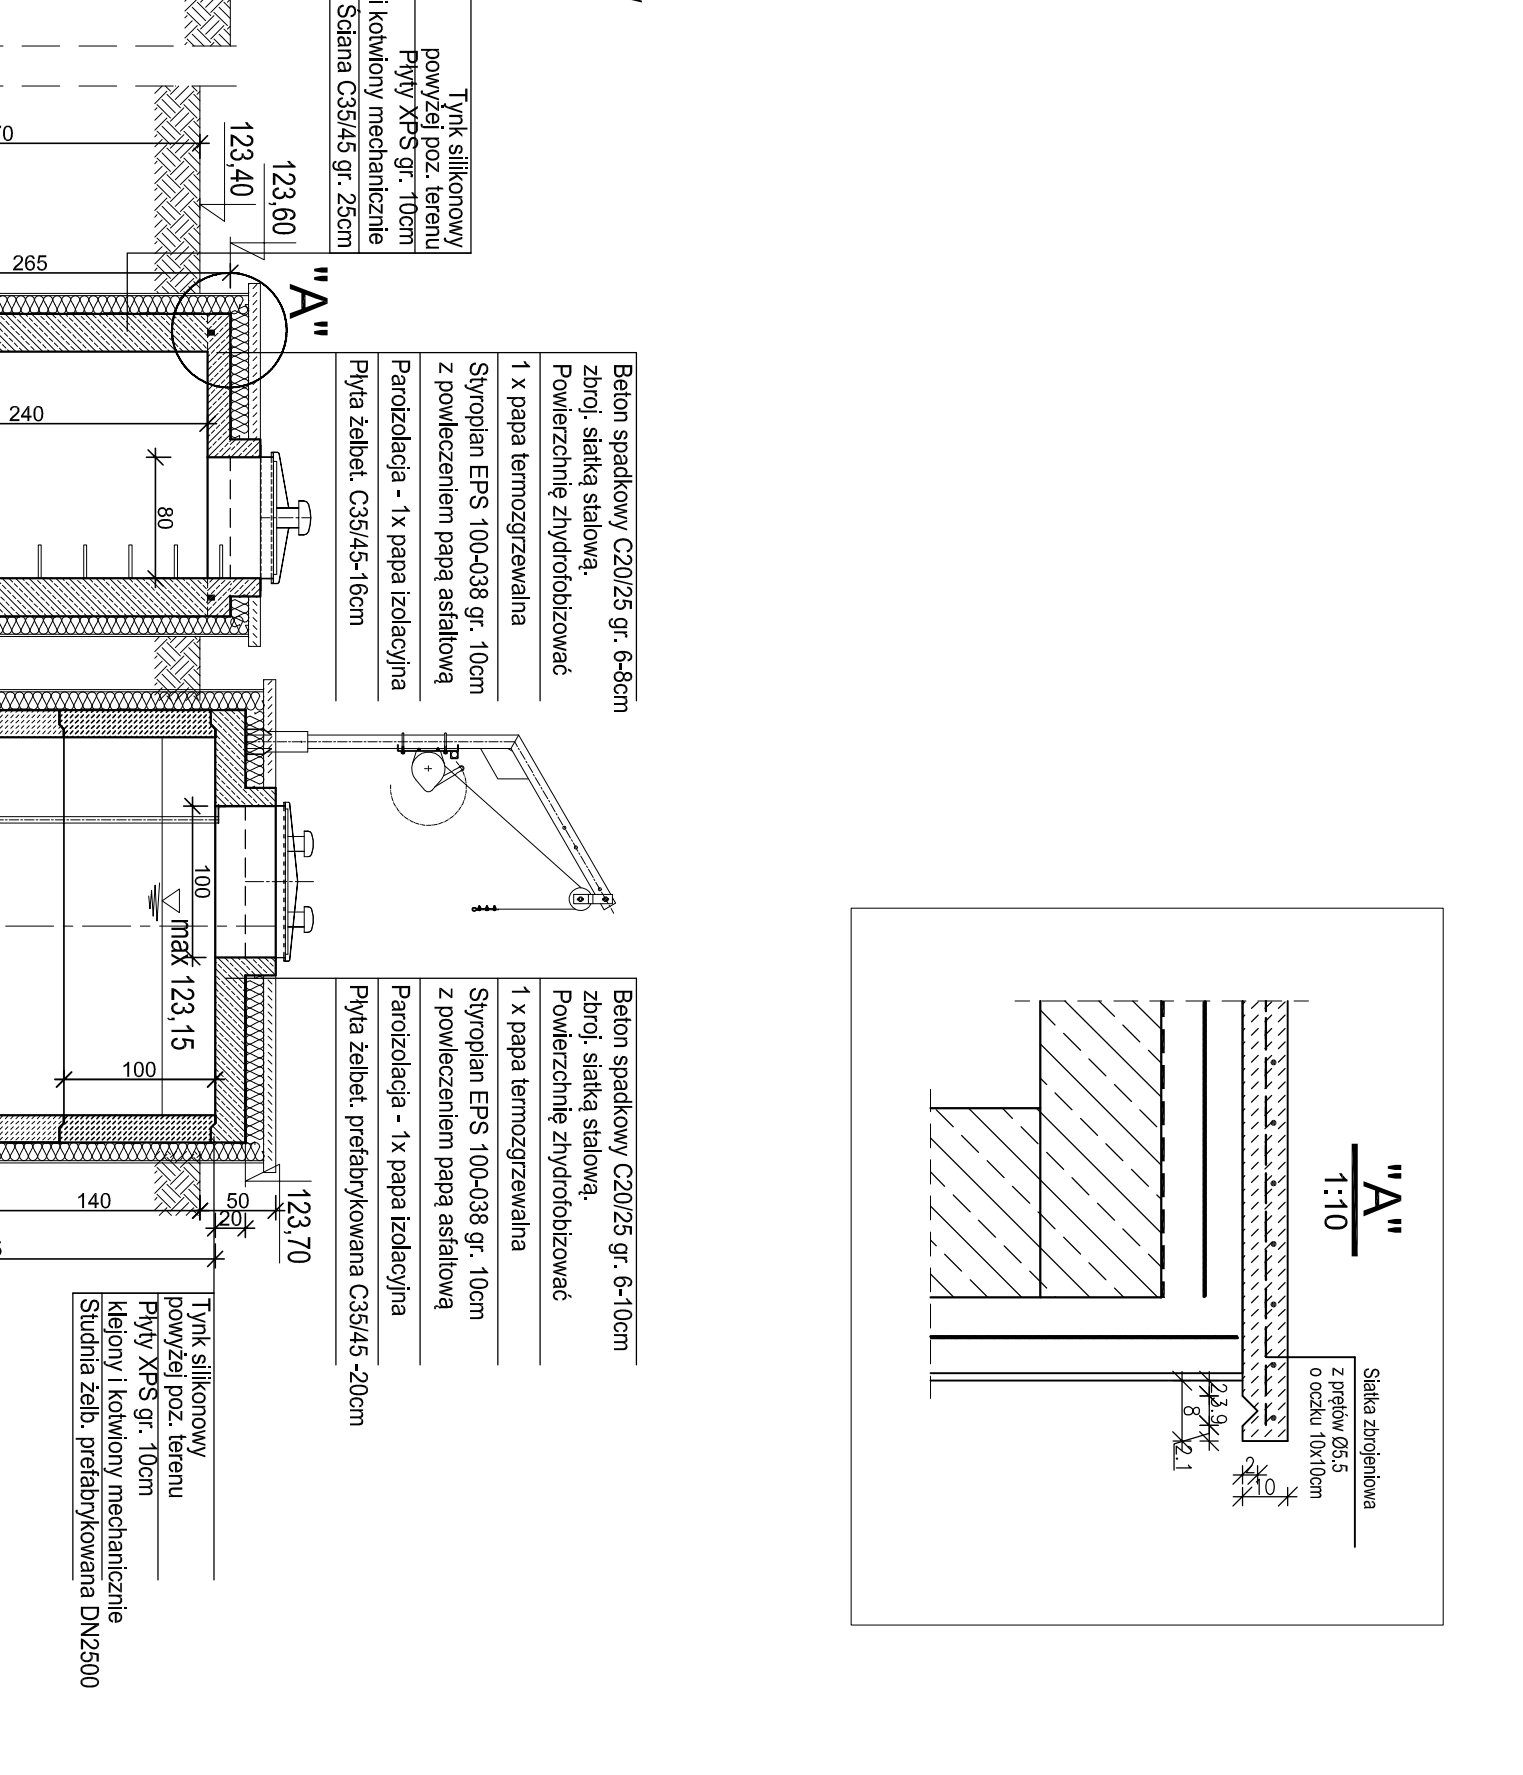 Tynk silikonowy
powyżej poz. terenu
Płyty XPS gr. 10cm
i kotwiony mechanicznie
Ściana C35/45 gr. 25cm
123,40
123,60
265
"A"
240
80
Beton spadkowy C20/25 gr. 6-8cm
zbroj. siatką stalową.
Powierzchnię zhydrofobizować
1 x papa termozgrzewalna
Styropian EPS 100-038 gr. 10cm
z powleczeniem papą asfaltową
Paroizolacja - 1x papa izolacyjna
Płyta żelbet. C35/45-16cm
100
max 123,15
100
Beton spadkowy C20/25 gr. 6-10cm
zbroj. siatką stalową.
Powierzchnię zhydrofobizować
1 x papa termozgrzewalna
Styropian EPS 100-038 gr. 10cm
z powleczeniem papą asfaltową
Paroizolacja - 1x papa izolacyjna
Płyta żelbet. prefabrykowana C35/45 -20cm
140
50
20
123,70
Tynk silikonowy
powyżej poz. terenu
Płyty XPS gr. 10cm
klejony i kotwiony mechanicznie
Studnia żelb. prefabrykowana DN2500
"A"
1:10
Siatka zbrojeniowa
z prętów Ø5.5
o oczku 10x10cm
2
3.9
8
2.1
2
10